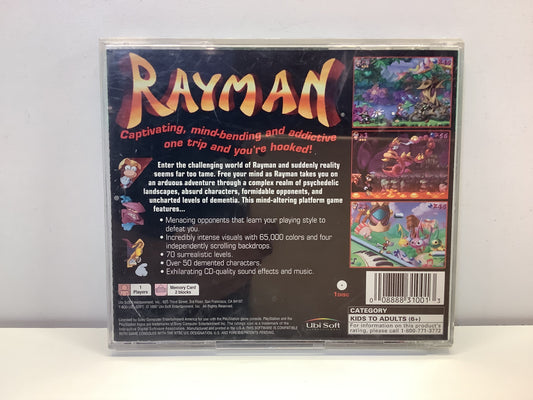 RAYMAN
Captivating, mind-bending and addictive
one trip and you're hooked!
Enter the challenging world of Rayman and suddenly reality
seems far too tame. Free your mind as Rayman takes you on
an arduous adventure through a complex realm of psychedelic
landscapes, absurd characters, formidable opponents, and
uncharted levels of dementia. This mind-altering platform game
features...
• Menacing opponents that learn your playing style to
defeat you.
• Incredibly intense visuals with 65,000 colors and four
independently scrolling backdrops.
• 70 surrealistic levels.
• Over 50 demented characters.
• Exhilarating CD-quality sound effects and music.
1
Players
Memory Card
2 blocks
1 DISC
0 08888 31001 3
Ubi Soft
CATEGORY
KIDS TO ADULTS (6+)
For information on this product's
rating, please call 1-800-771-3772